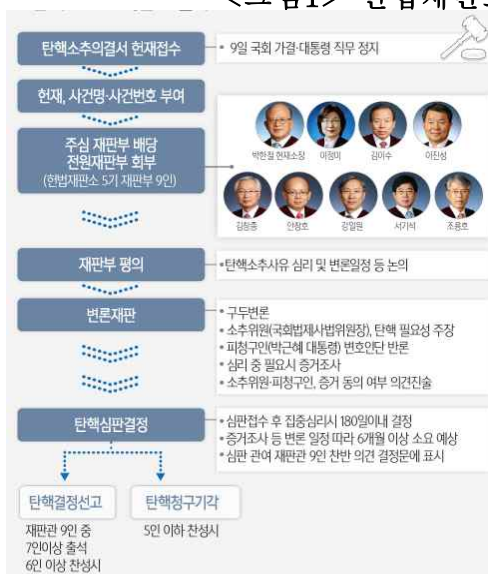 <그림1>
탄핵소추의결서 헌재접수
• 9일 국회 가결·대통령 직무 정지
헌재, 사건명·사건번호 부여
주심 재판부 배당
전원재판부 회부
(헌법재판소 5기 재판부 9인)
박한철 헌재소장 이정미 김이수 이진성
김창종 안창호 강일원 서기석 조용호
재판부 평의
• 탄핵소추사유 심리 및 변론일정 등 논의
변론재판
• 구두변론
• 소추위원(국회법제사법위원장), 탄핵 필요성 주장
• 피청구인(박근혜 대통령) 변호인단 반론
• 심리 중 필요시 증거조사
• 소추위원·피청구인, 증거 동의 여부 의견진술
탄핵심판결정
• 심판접수 후 집중심리시 180일이내 결정
• 증거조사 등 변론 일정 따라 6개월 이상 소요 예상
• 심판 관여 재판관 9인 찬반 의견 결정문에 표시
탄핵결정선고
재판관 9인 중
7인이상 출석
6인 이상 찬성시
탄핵청구기각
5인 이하 찬성시